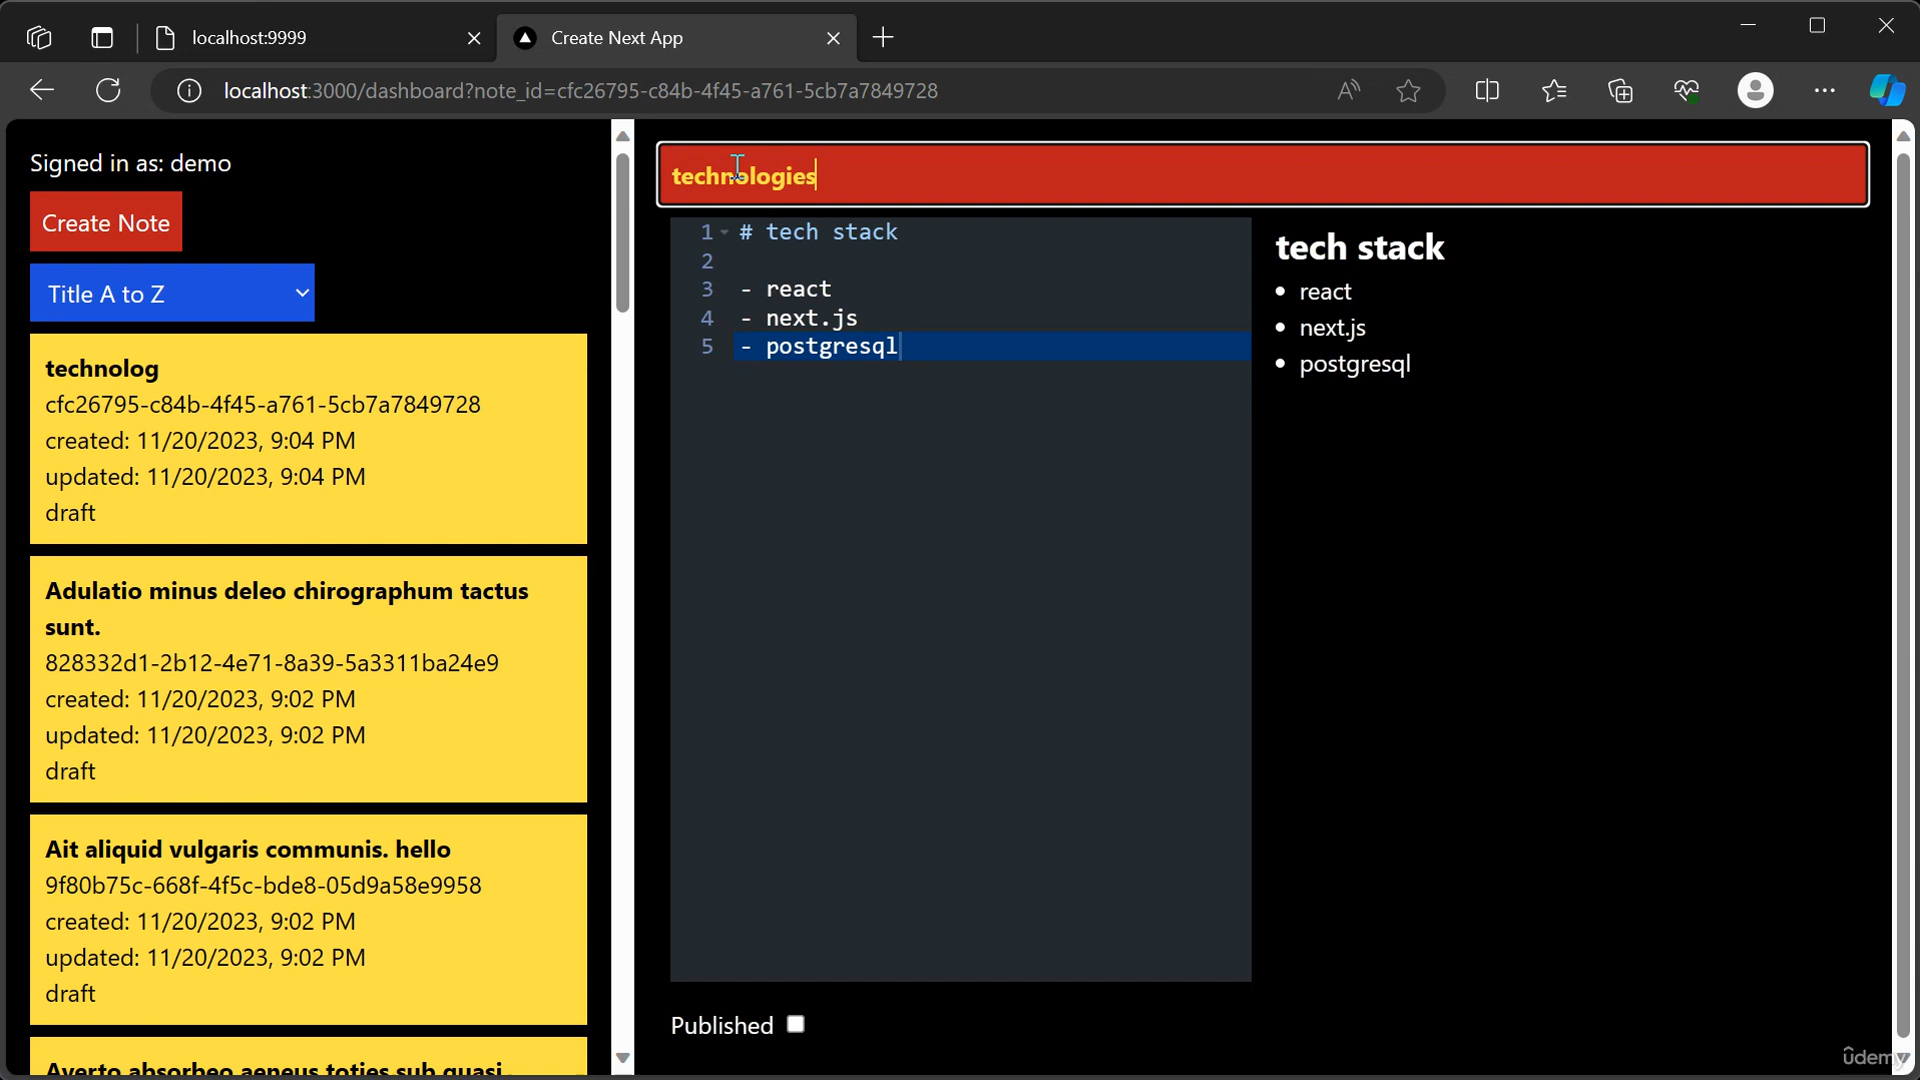 localhost:9999
Create Next App
localhost:3000/dashboard?note_id=cfc26795-c84b-4f45-a761-5cb7a7849728
Signed in as: demo
Create Note
Title A to Z
technolog
cfc26795-c84b-4f45-a761-5cb7a7849728
created: 11/20/2023, 9:04 PM
updated: 11/20/2023, 9:04 PM
draft
Adulatio minus deleo chirographum tactus
sunt.
828332d1-2b12-4e71-8a39-5a3311ba24e9
created: 11/20/2023, 9:02 PM
updated: 11/20/2023, 9:02 PM
draft
Ait aliquid vulgaris communis. hello
9f80b75c-668f-4f5c-bde8-05d9a58e9958
created: 11/20/2023, 9:02 PM
updated: 11/20/2023, 9:02 PM
draft
Averto absorbeo aeneus toties sub quasi.
technologies
1 # tech stack
2
3 - react
4 - next.js
5 - postgresql
tech stack
• react
• next.js
• postgresql
Published
udemy